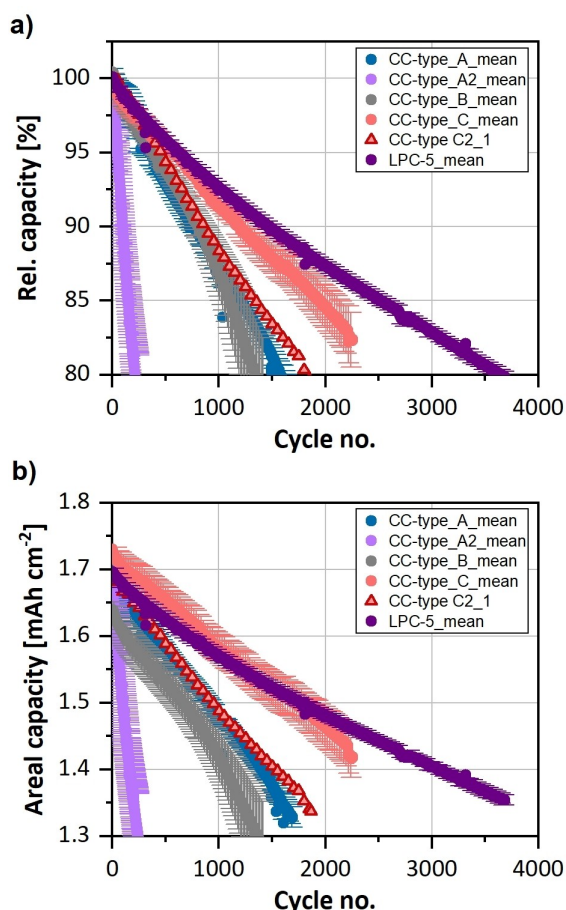 a)
Rel. capacity [%]
100
95
90
85
80
0 1000 2000 3000 4000
Cycle no.
CC-type_A_mean
CC-type_A2_mean
CC-type_B_mean
CC-type_C_mean
CC-type C2_1
LPC-5_mean
b)
Areal capacity [mAh cm⁻²]
1.8
1.7
1.6
1.5
1.4
1.3
0 1000 2000 3000 4000
Cycle no.
CC-type_A_mean
CC-type_A2_mean
CC-type_B_mean
CC-type_C_mean
CC-type C2_1
LPC-5_mean